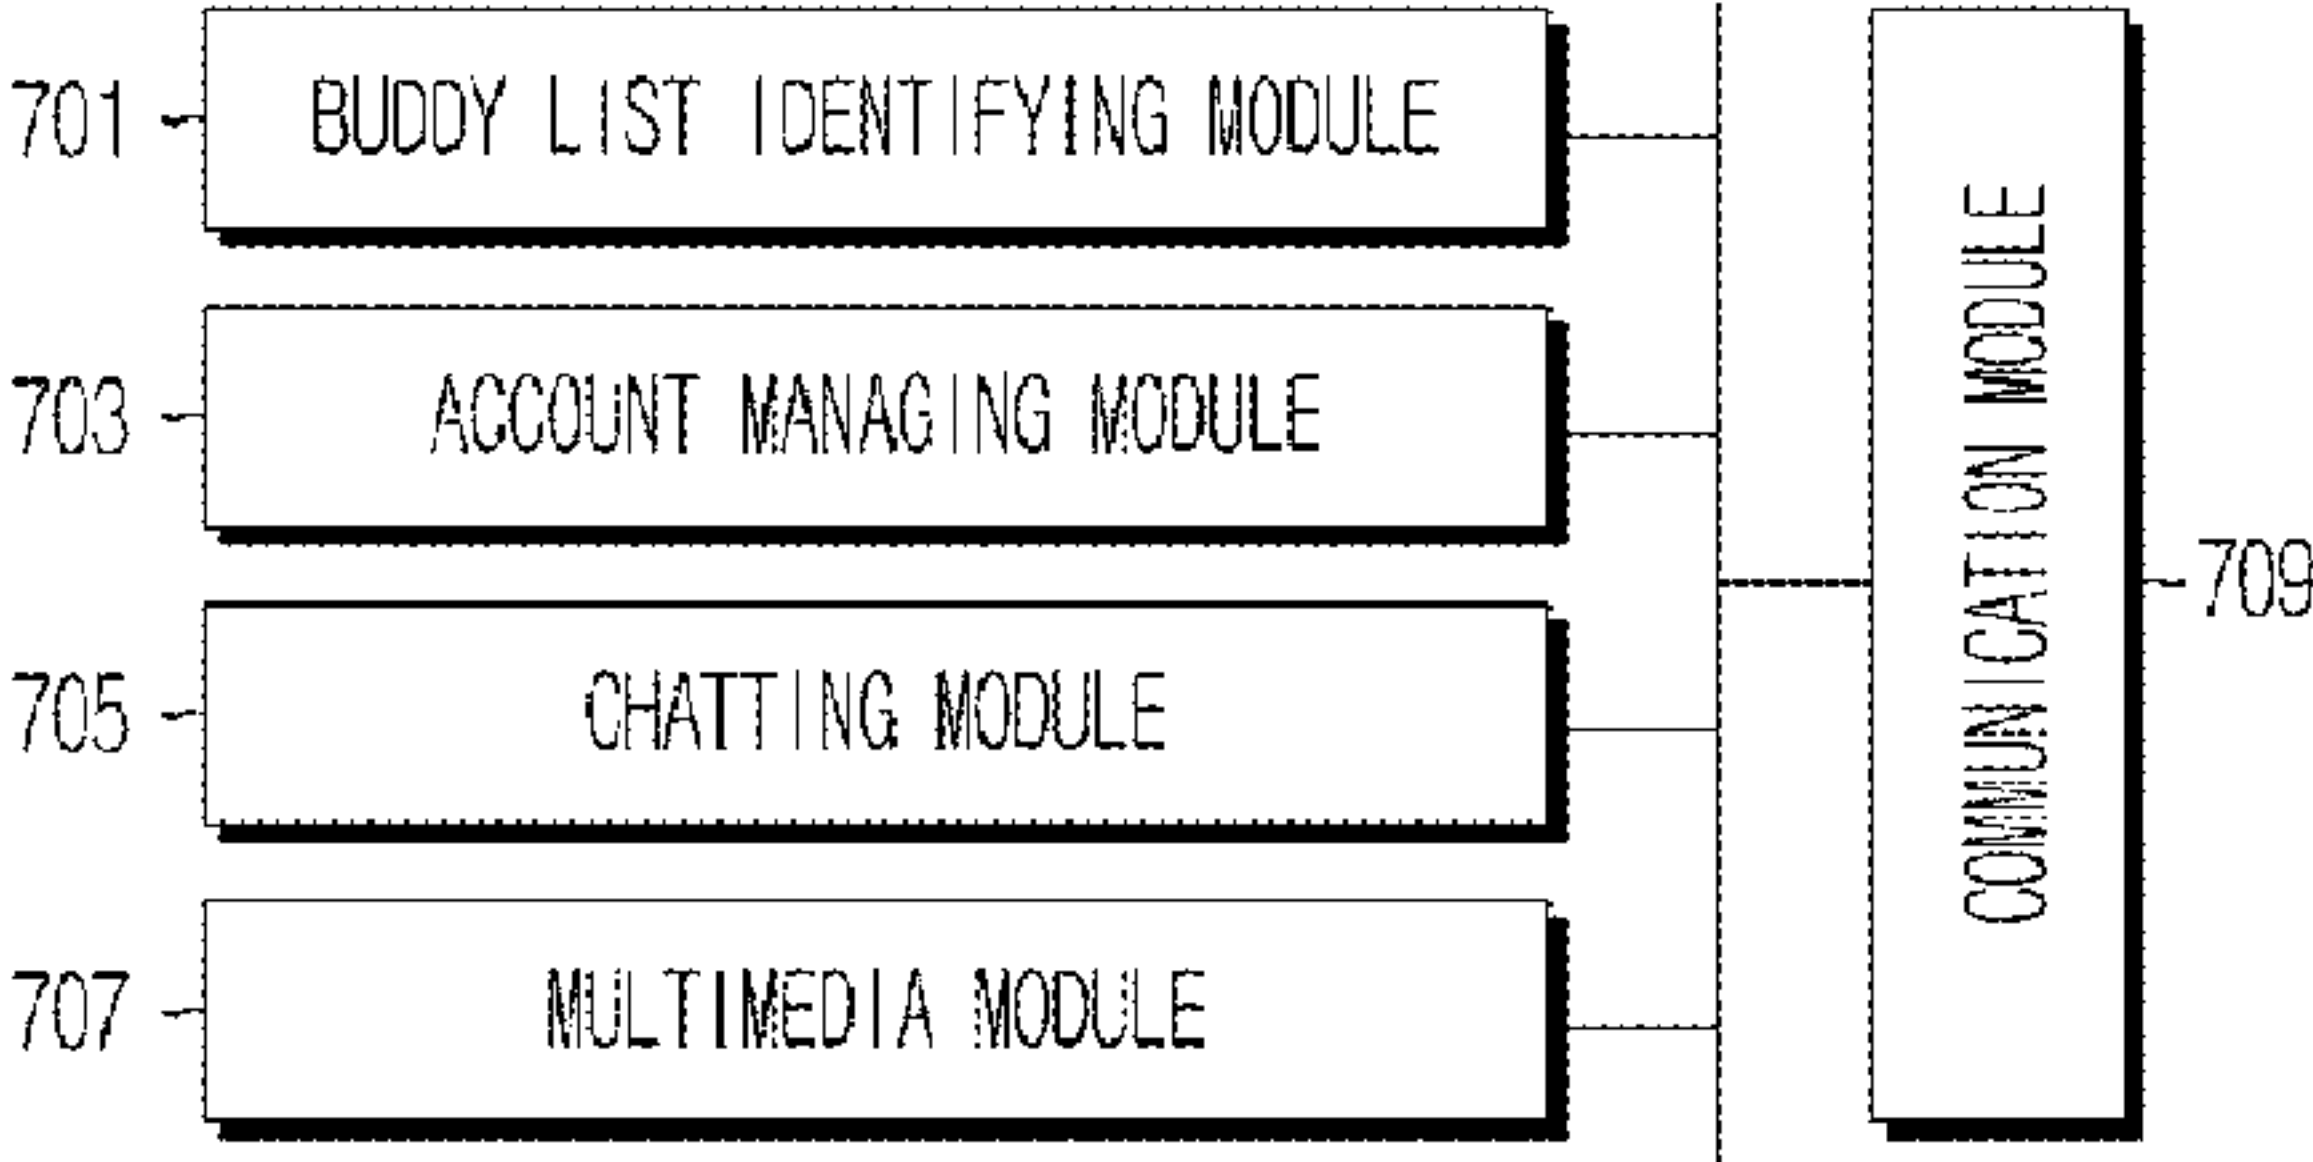 701 BUDDY LIST IDENTIFYING MODULE
703 ACCOUNT MANAGING MODULE
705 CHATTING MODULE
707 MULTIMEDIA MODULE
COMMUNICATION MODULE
709